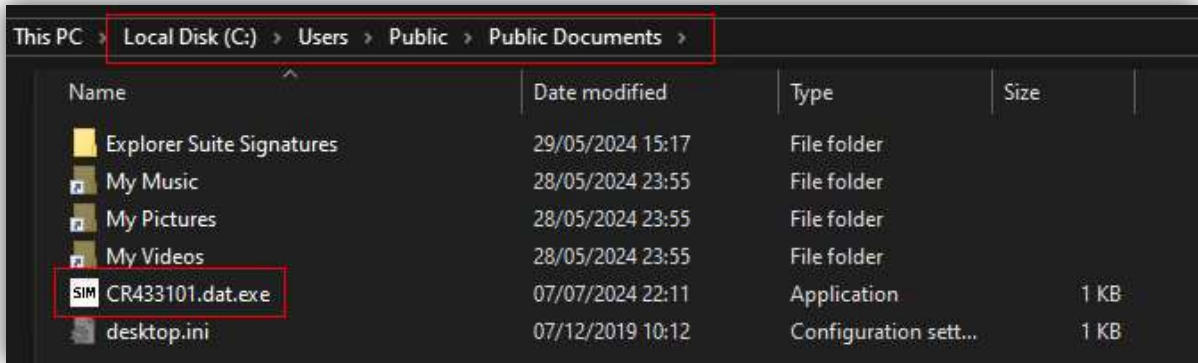 This PC > Local Disk (C:) > Users > Public > Public Documents >
Name Date modified Type Size
Explorer Suite Signatures 29/05/2024 15:17 File folder
My Music 28/05/2024 23:55 File folder
My Pictures 28/05/2024 23:55 File folder
My Videos 28/05/2024 23:55 File folder
SIM CR433101.dat.exe 07/07/2024 22:11 Application 1 KB
desktop.ini 07/12/2019 10:12 Configuration sett... 1 KB